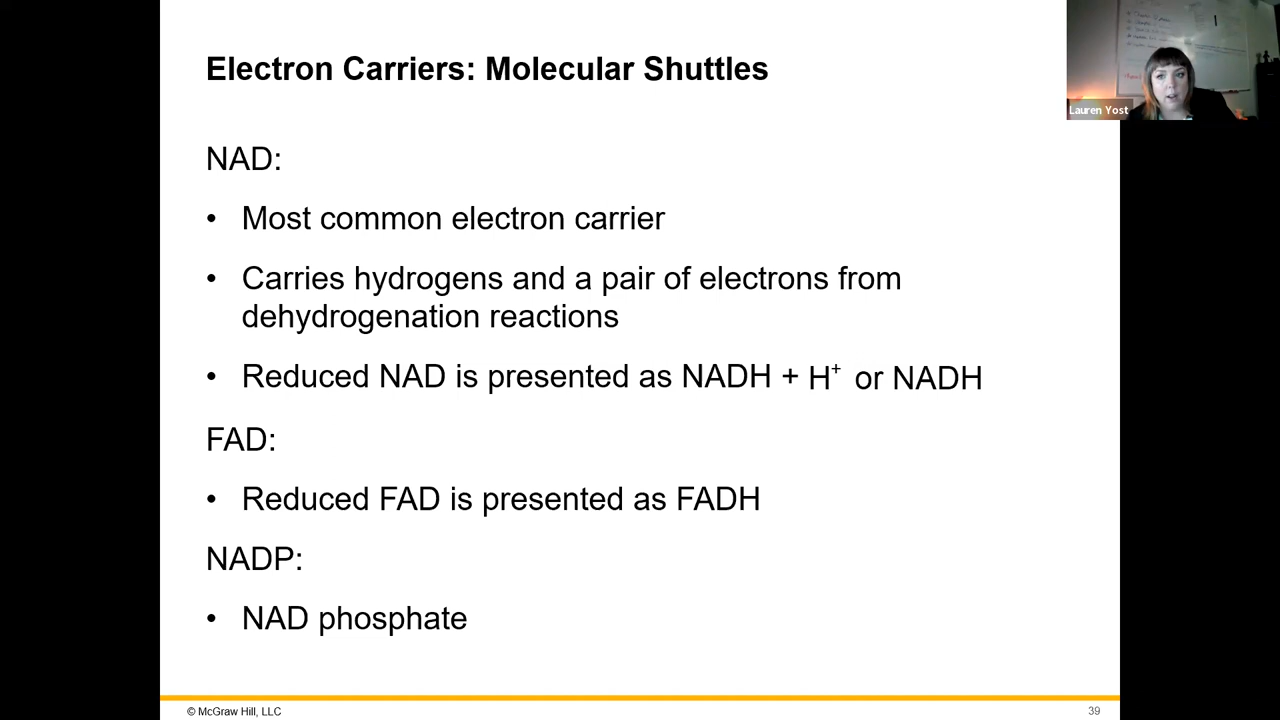 Electron Carriers: Molecular Shuttles
Lauren Yost
NAD:
• Most common electron carrier
• Carries hydrogens and a pair of electrons from
dehydrogenation reactions
• Reduced NAD is presented as NADH + H⁺ or NADH
FAD:
• Reduced FAD is presented as FADH
NADP:
• NAD phosphate
© McGraw Hill, LLC
39